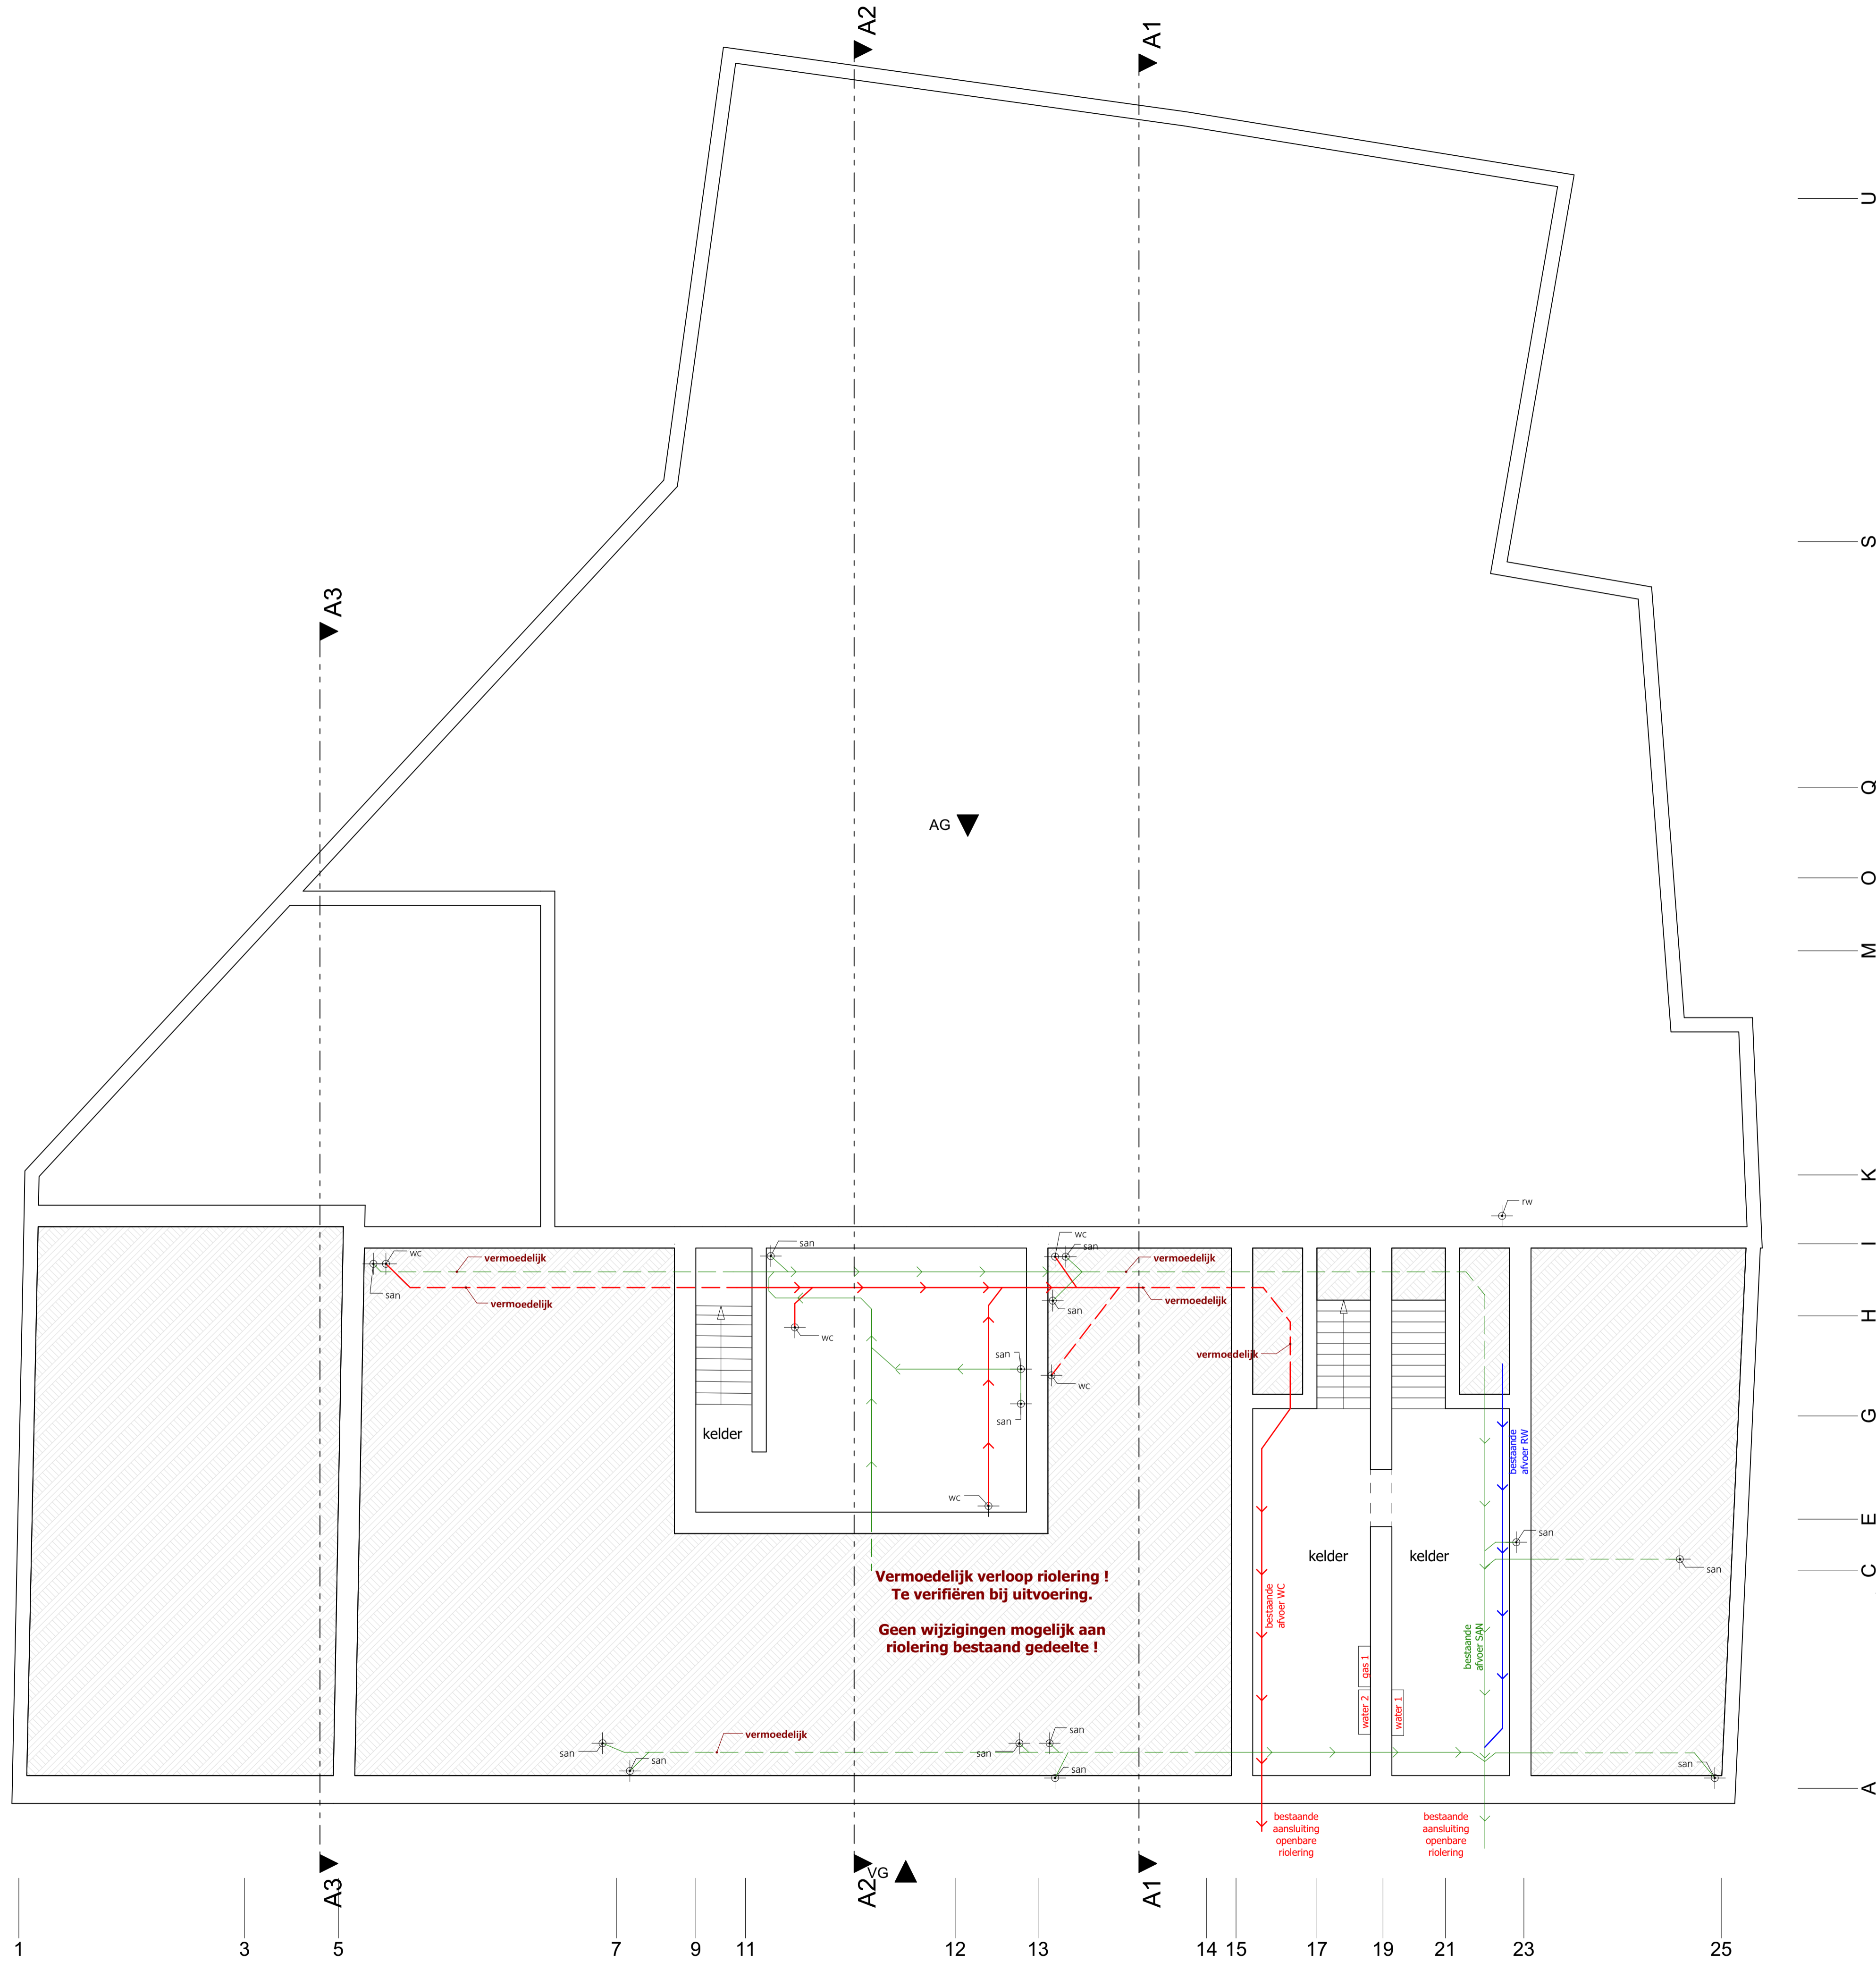 A2
A1
A3
U
S
Q
O
M
K
I
H
G
E
C
A
AG
rw
wc
san
vermoedelijk
vermoedelijk
san
wc
san
san
wc
vermoedelijk
vermoedelijk
vermoedelijk
san
san
wc
wc
kelder
bestaande
afvoer RW
san
san
kelder
kelder
Vermoedelijk verloop riolering !
Te verifiëren bij uitvoering.
Geen wijzigingen mogelijk aan
riolering bestaand gedeelte !
bestaande
afvoer WC
bestaande
afvoer SAN
gas 1
water 2
water 1
san
san
vermoedelijk
san
san
san
san
bestaande
aansluiting
openbare
riolering
bestaande
aansluiting
openbare
riolering
A3
A2
VG
A1
1
3
5
7
9
11
12
13
14
15
17
19
21
23
25